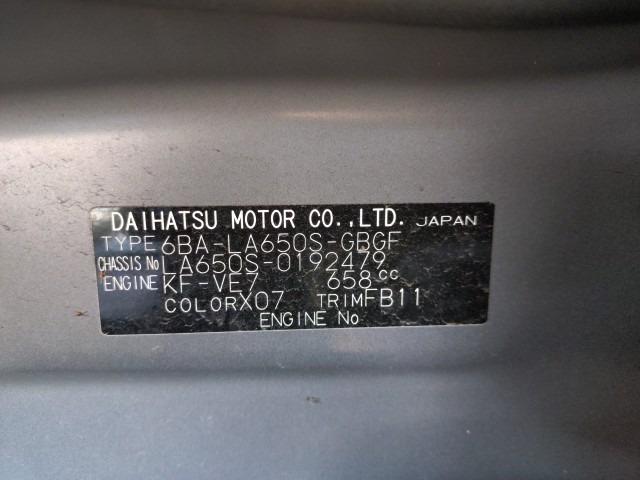 DAIHATSU MOTOR CO.,LTD. JAPAN
TYPE 6BA-LA650S-GBGF
CHASSIS No LA650S-0192479
ENGINE KF-VE7 658cc
COLOR X07 TRIM FB11
ENGINE No